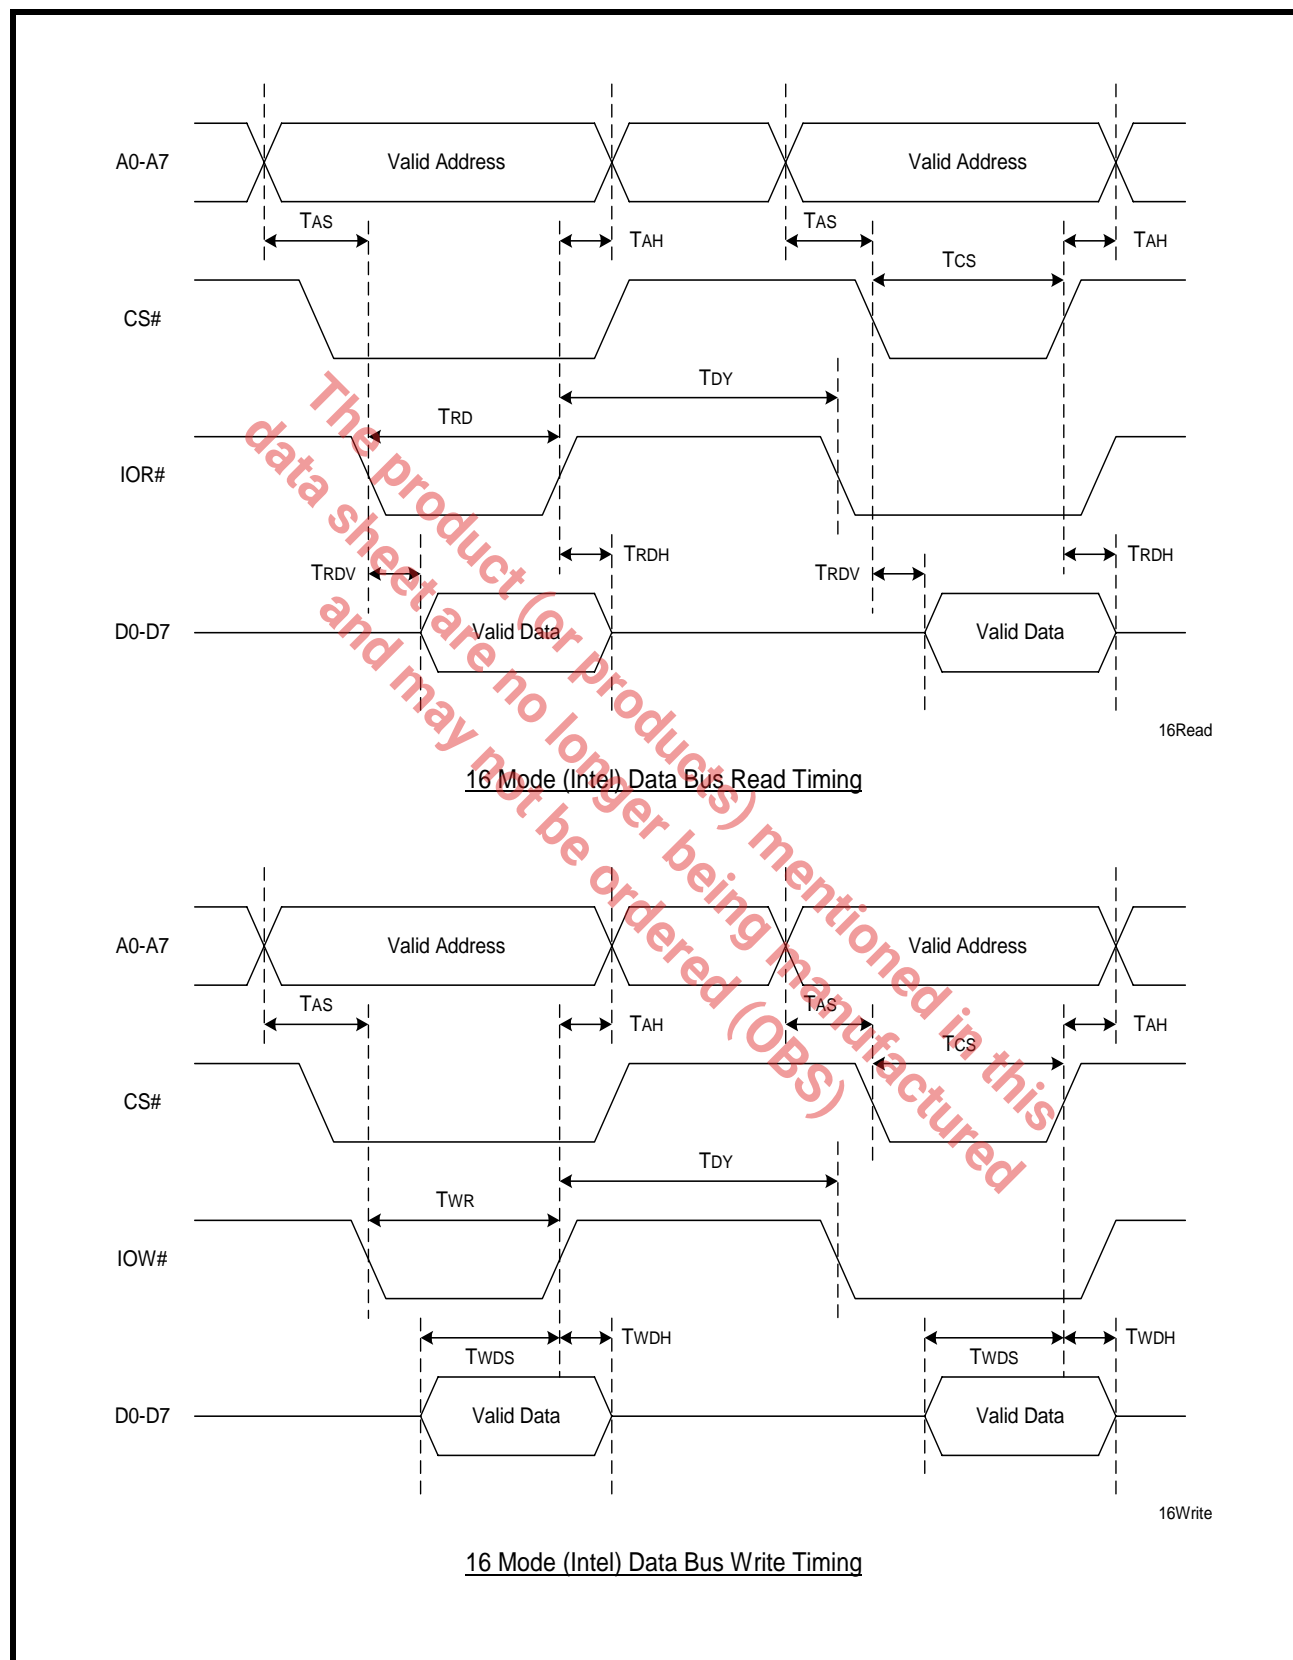 A0-A7
Valid Address
Valid Address
TAS
TAH
TAS
TAH
TCS
CS#
TDY
TRD
IOR#
TRDV
TRDH
TRDV
TRDH
D0-D7
Valid Data
Valid Data
16Read
16 Mode (Intel) Data Bus Read Timing
A0-A7
Valid Address
Valid Address
TAS
TAH
TAS
TAH
TCS
CS#
TDY
TWR
IOW#
TWDS
TWDH
TWDS
TWDH
D0-D7
Valid Data
Valid Data
16Write
16 Mode (Intel) Data Bus Write Timing
The product (or products) mentioned in this
data sheet are no longer being manufactured
and may not be ordered (OBS)